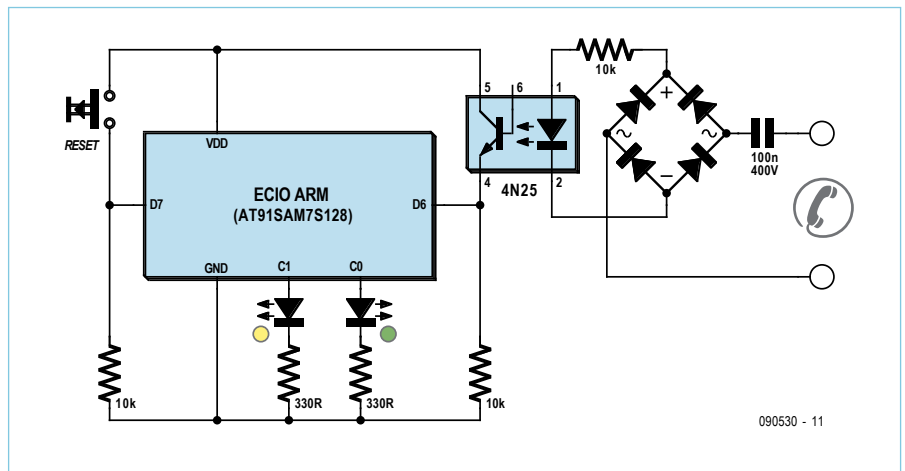 RESET
VDD
ECIO ARM
(AT91SAM7S128)
D7
D6
GND
C1
C0
10k
330R
330R
10k
5
6
1
4
2
4N25
10k
+
~
~
−
100n
400V
090530 - 11